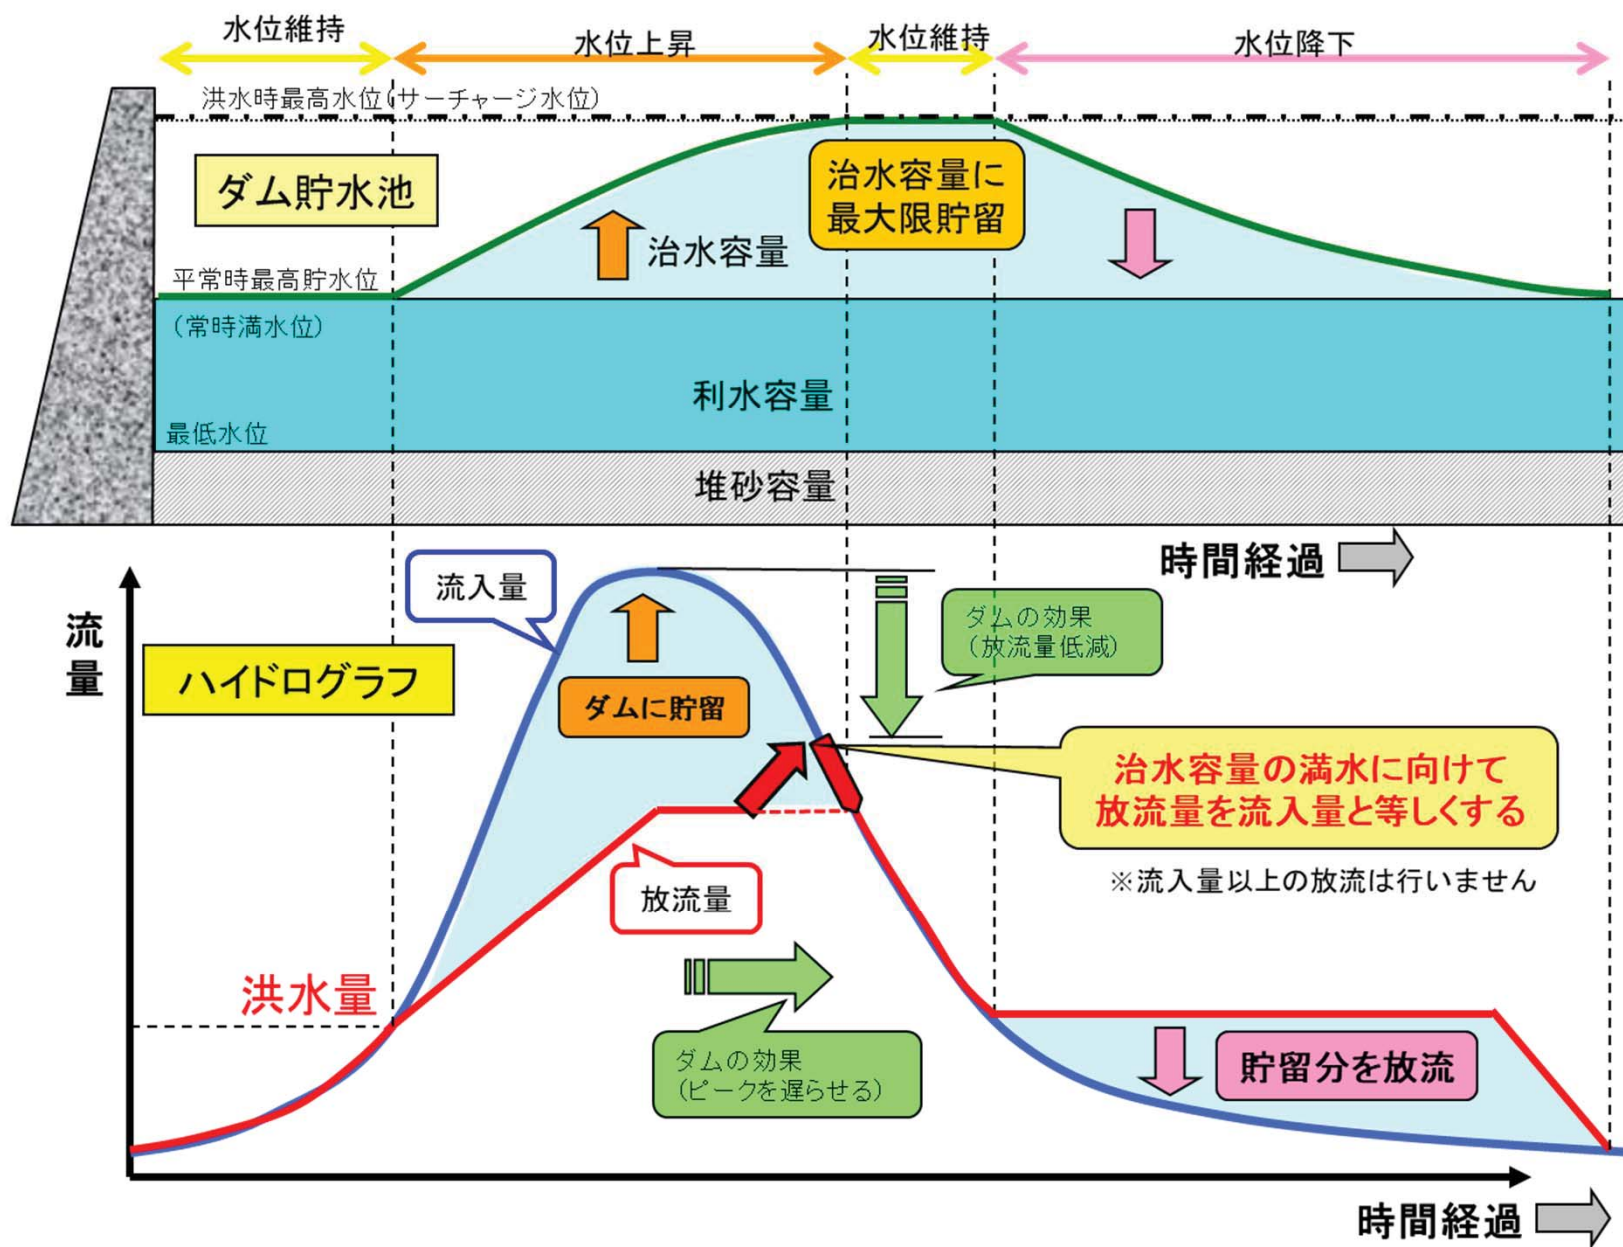 水位維持
水位上昇
水位維持
水位降下
洪水時最高水位(サーチャージ水位)
ダム貯水池
治水容量に
最大限貯留
治水容量
平常時最高貯水位
(常時満水位)
利水容量
最低水位
堆砂容量
時間経過
流量
流入量
ダムの効果
(放流量低減)
ハイドログラフ
ダムに貯留
治水容量の満水に向けて
放流量を流入量と等しくする
※流入量以上の放流は行いません
放流量
洪水量
ダムの効果
(ピークを遅らせる)
貯留分を放流
時間経過